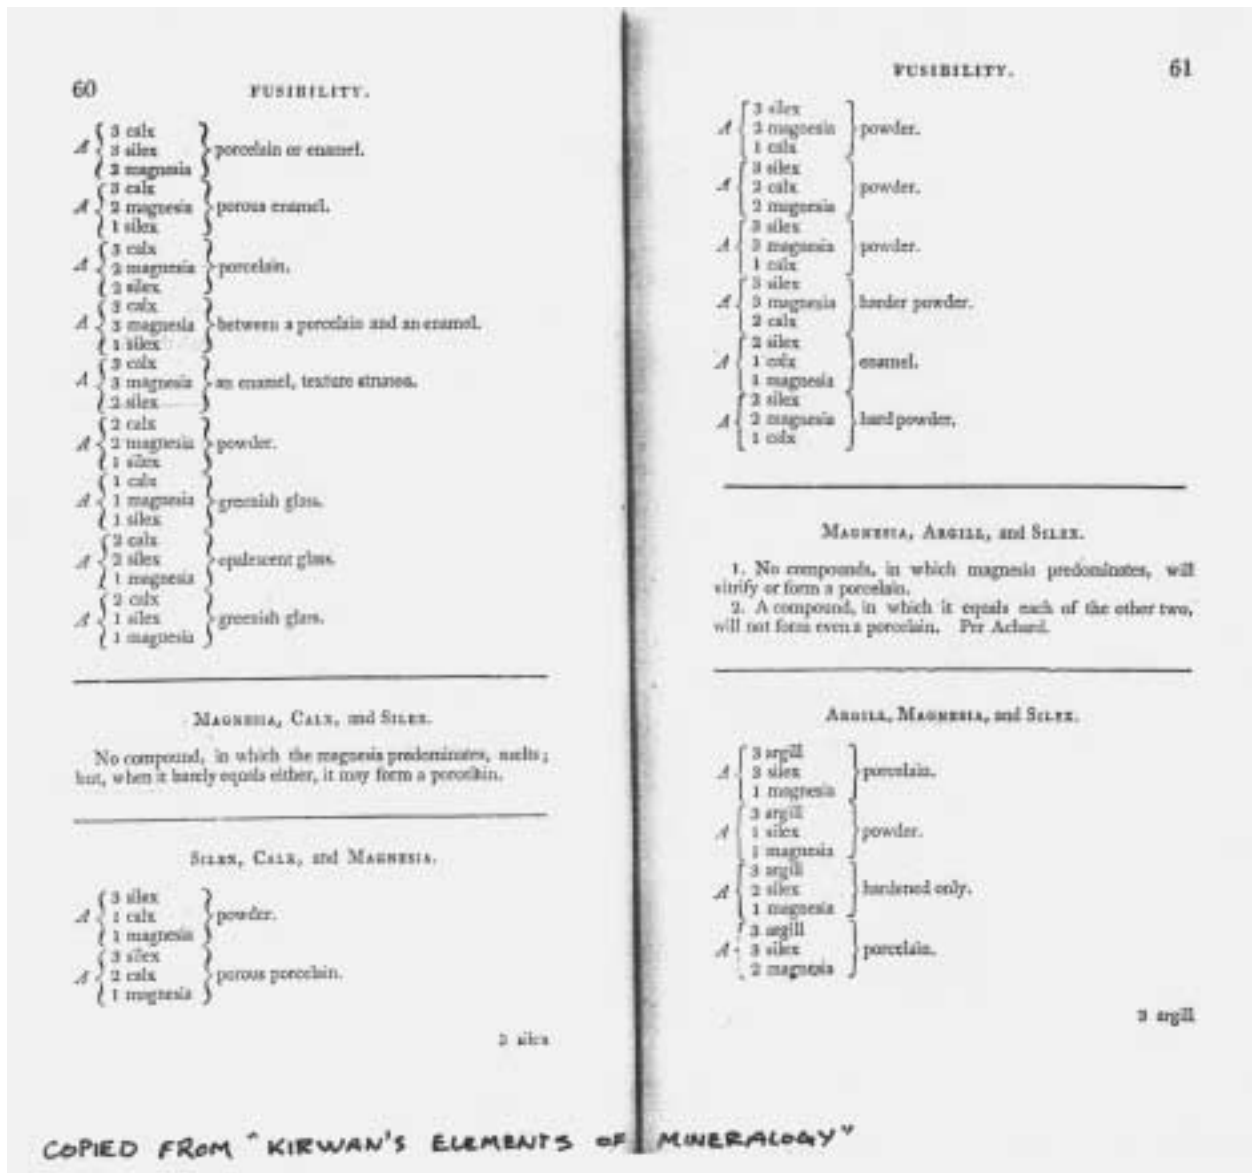 60 FUSIBILITY.
A { 3 calx
3 silex
3 magnesia } porcelain or enamel.
A { 3 calx
2 magnesia
1 silex } porous enamel.
A { 3 calx
2 magnesia
2 silex } porcelain.
A { 3 calx
3 magnesia
1 silex } between a porcelain and an enamel.
A { 3 calx
3 magnesia
2 silex } an enamel, texture
A { 2 calx
2 magnesia
1 silex } powder.
A { 1 calx
1 magnesia
1 silex } greenish glass.
A { 2 calx
2 silex
1 magnesia } opalescent glass.
A { 2 calx
1 silex
1 magnesia } greenish glass.
MAGNESIA, CALX, and SILEX.
No compound, in which the magnesia predominates, melts;
but, when it barely equals either, it may form a porcelain.
SILEX, CALX, and MAGNESIA.
A { 3 silex
1 calx
1 magnesia } powder.
A { 3 silex
2 calx
1 magnesia } porous porcelain.
3 silex
FUSIBILITY. 61
A { 3 silex
2 magnesia
1 calx } powder.
A { 3 silex
2 calx
2 magnesia } powder.
A { 3 silex
3 magnesia
1 calx } powder.
A { 3 silex
3 magnesia
2 calx } harder powder.
A { 2 silex
1 calx
1 magnesia } enamel.
A { 2 silex
2 magnesia
1 calx } hard powder.
MAGNESIA, ARGILL, and SILEX.
1. No compounds, in which magnesia predominates, will
vitrify or form a porcelain.
2. A compound, in which it equals each of the other two,
will not form even a porcelain. Per Achard.
ARGILL, MAGNESIA, and SILEX.
A { 3 argill
3 silex
1 magnesia } porcelain.
A { 3 argill
1 silex
1 magnesia } powder.
A { 3 argill
2 silex
1 magnesia } hardened only.
A { 3 argill
3 silex
2 magnesia } porcelain.
3 argill
COPIED FROM "KIRWAN'S ELEMENTS OF MINERALOGY"